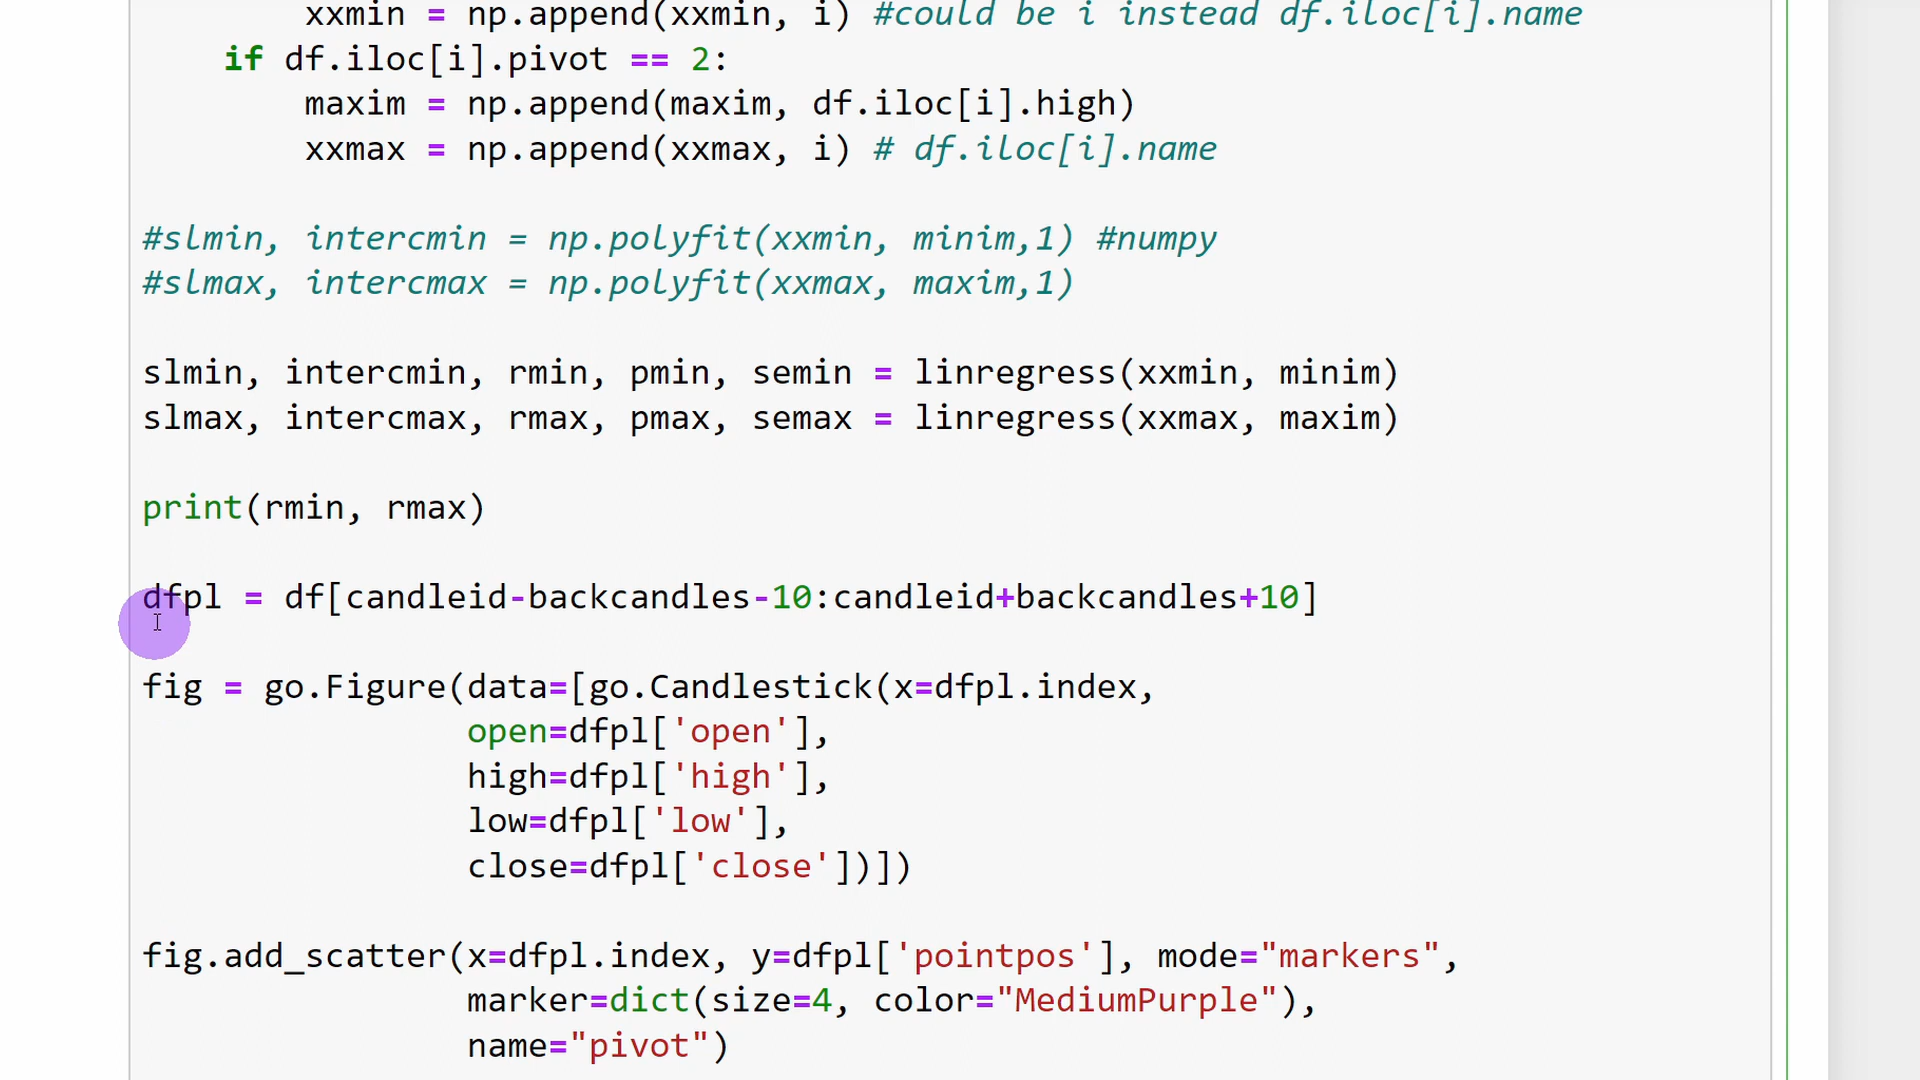 xxmin = np.append(xxmin, i) #could be i instead df.iloc[i].name
if df.iloc[i].pivot == 2:
maxim = np.append(maxim, df.iloc[i].high)
xxmax = np.append(xxmax, i) # df.iloc[i].name
#slmin, intercmin = np.polyfit(xxmin, minim,1) #numpy
#slmax, intercmax = np.polyfit(xxmax, maxim,1)
slmin, intercmin, rmin, pmin, semin = linregress(xxmin, minim)
slmax, intercmax, rmax, pmax, semax = linregress(xxmax, maxim)
print(rmin, rmax)
dfpl = df[candleid-backcandles-10:candleid+backcandles+10]
fig = go.Figure(data=[go.Candlestick(x=dfpl.index,
open=dfpl['open'],
high=dfpl['high'],
low=dfpl['low'],
close=dfpl['close'])])
fig.add_scatter(x=dfpl.index, y=dfpl['pointpos'], mode="markers",
marker=dict(size=4, color="MediumPurple"),
name="pivot")